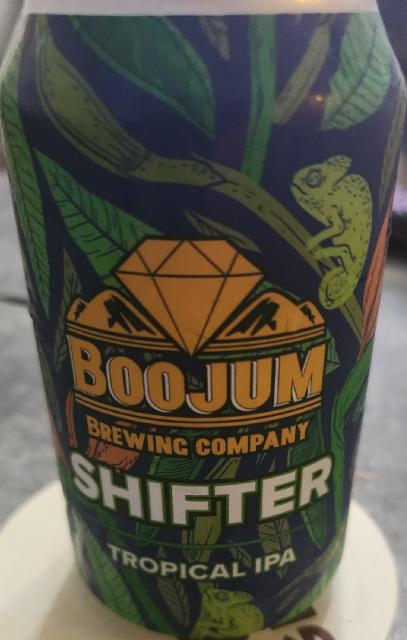 BOOJUM
BREWING COMPANY
SHIFTER
TROPICAL IPA